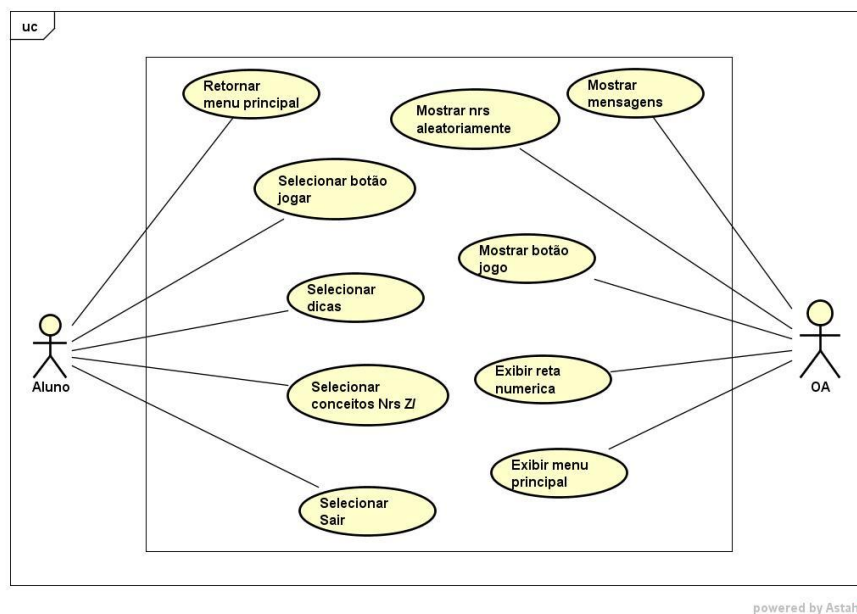 uc
Retornar
menu principal
Mostrar nrs
aleatoriamente
Mostrar
mensagens
Selecionar botão
jogar
Mostrar botão
jogo
Selecionar
dicas
Aluno
OA
Selecionar
conceitos Nrs Z/
Exibir reta
numerica
Exibir menu
principal
Selecionar
Sair
powered by Astah